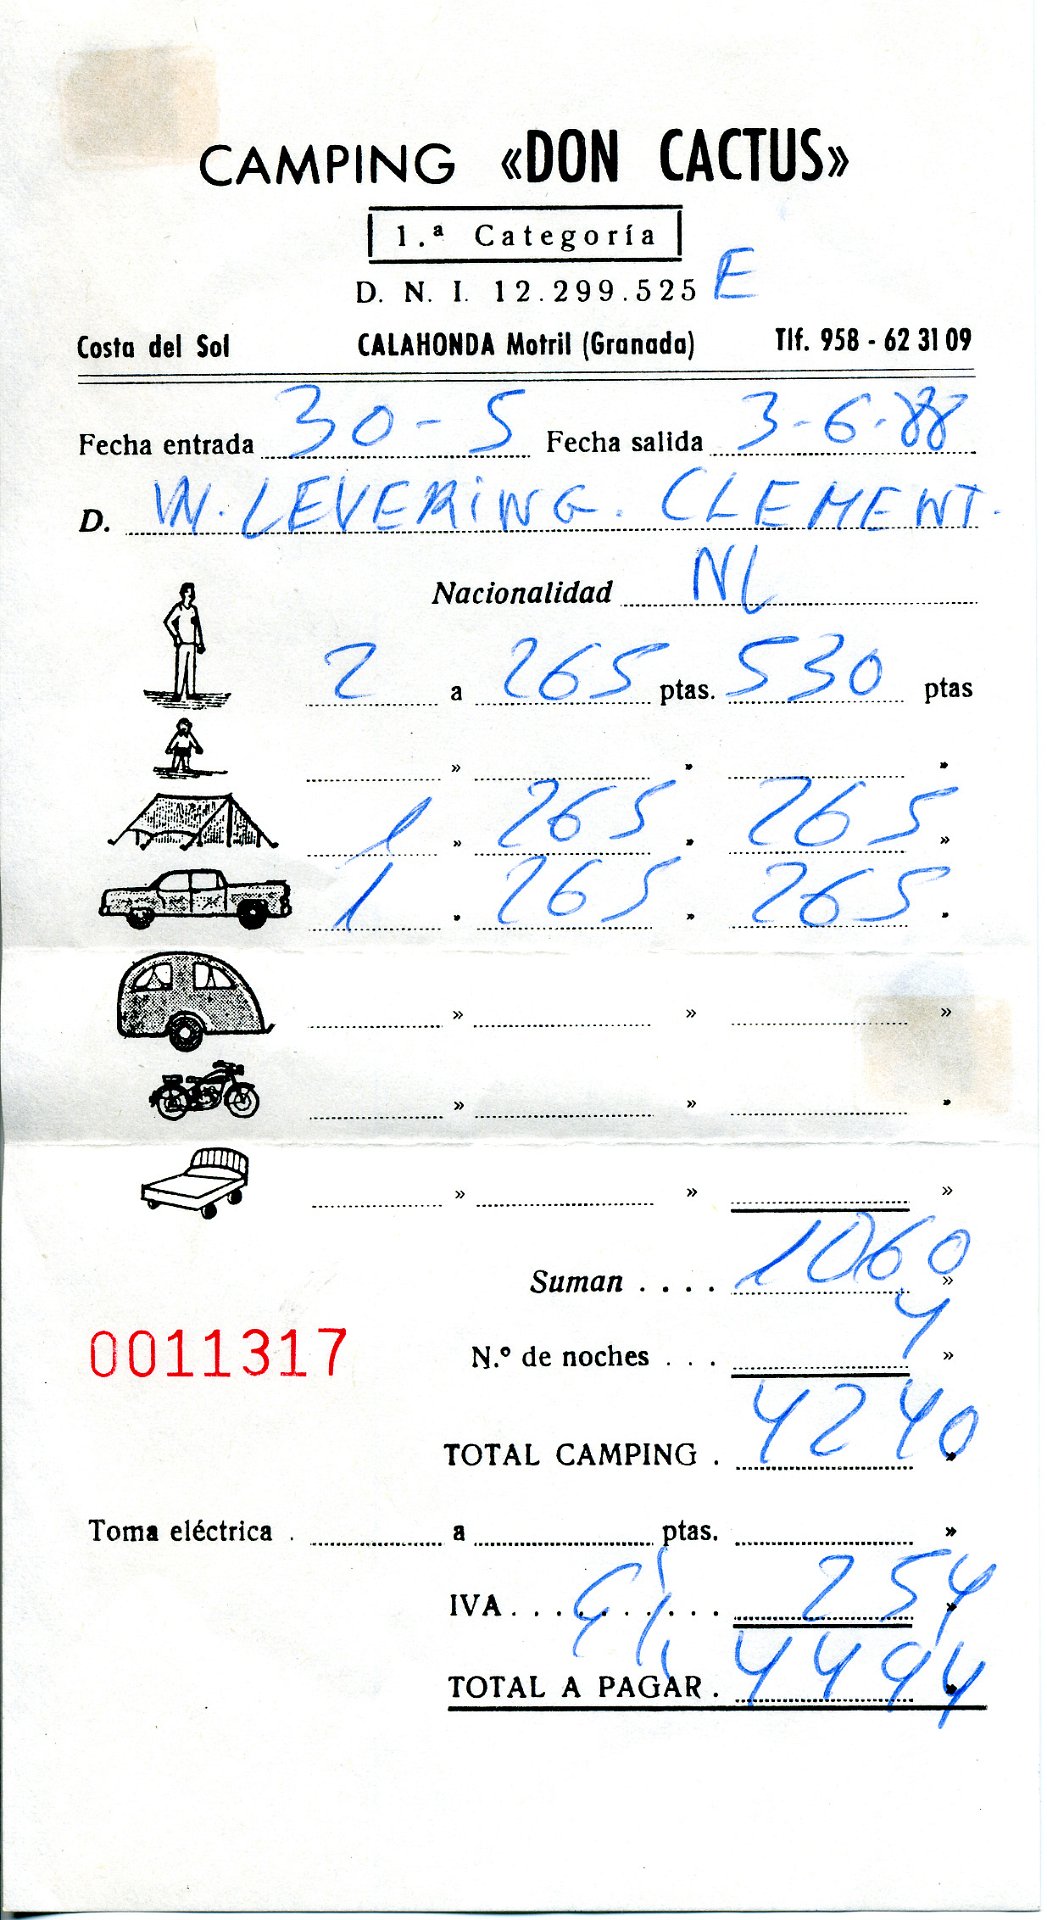 CAMPING «DON CACTUS»
1.ª Categoría
D. N. I. 12.299.525 E
Costa del Sol CALAHONDA Motril (Granada) Tlf. 958 - 62 31 09
Fecha entrada 30 - 5 Fecha salida 3-6-88
D. W. LEVERiNG. CLEMENT.
Nacionalidad NL
2 a 265 ptas. 530 ptas
» » »
1 » 265 » 265 »
1 » 265 » 265 »
» » »
» » »
» » »
Suman . . . . 1060 »
0011317 N.º de noches . . . 4 »
TOTAL CAMPING . 4240 »
Toma eléctrica . a ptas. »
IVA . . . . . . . . . . 6% 254 »
TOTAL A PAGAR . 4494 »